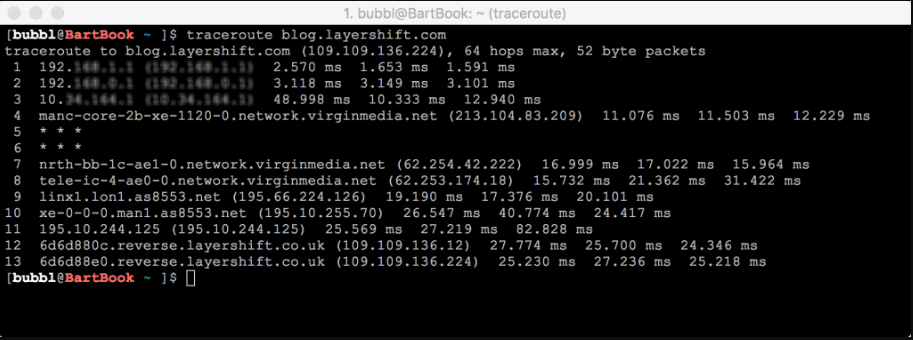 1. bubbl@BartBook: ~ (traceroute)
[bubbl@BartBook ~ ]$ traceroute blog.layershift.com
traceroute to blog.layershift.com (109.109.136.224), 64 hops max, 52 byte packets
1 192. 2.570 ms 1.653 ms 1.591 ms
2 192. 3.118 ms 3.149 ms 3.101 ms
3 10. 48.998 ms 10.333 ms 12.940 ms
4 manc-core-2b-xe-1120-0.network.virginmedia.net (213.104.83.209) 11.076 ms 11.503 ms 12.229 ms
5 * * *
6 * * *
7 nrth-bb-1c-ae1-0.network.virginmedia.net (62.254.42.222) 16.999 ms 17.022 ms 15.964 ms
8 tele-ic-4-ae0-0.network.virginmedia.net (62.253.174.18) 15.732 ms 21.362 ms 31.422 ms
9 linx1.lon1.as8553.net (195.66.224.126) 19.190 ms 17.376 ms 20.101 ms
10 xe-0-0-0.man1.as8553.net (195.10.255.70) 26.547 ms 40.774 ms 24.417 ms
11 195.10.244.125 (195.10.244.125) 25.569 ms 27.219 ms 82.828 ms
12 6d6d880c.reverse.layershift.co.uk (109.109.136.12) 27.774 ms 25.700 ms 24.346 ms
13 6d6d88e0.reverse.layershift.co.uk (109.109.136.224) 25.230 ms 27.236 ms 25.218 ms
[bubbl@BartBook ~ ]$